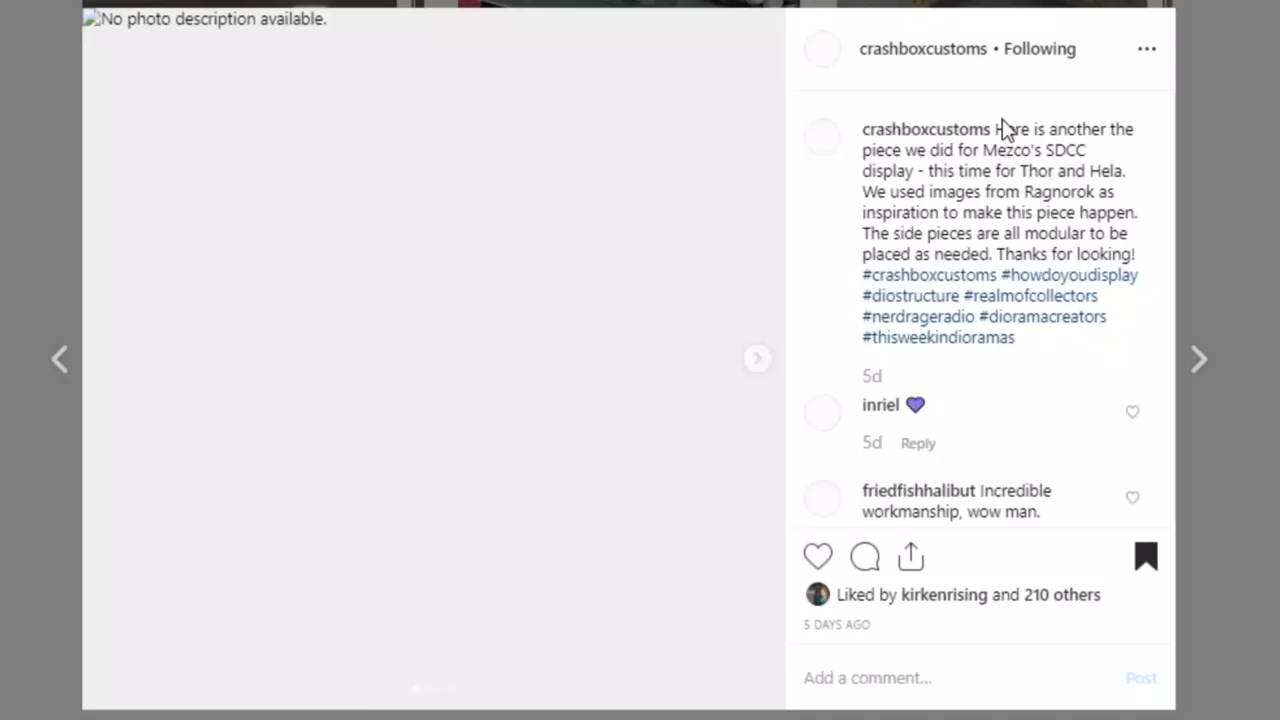 No photo description available.
crashboxcustoms • Following
crashboxcustoms Here is another the
piece we did for Mezco's SDCC
display - this time for Thor and Hela.
We used images from Ragnorok as
inspiration to make this piece happen.
The side pieces are all modular to be
placed as needed. Thanks for looking!
#crashboxcustoms #howdoyoudisplay
#diostructure #realmofcollectors
#nerdrageradio #dioramacreators
#thisweekindioramas
5d
inriel 💜
5d Reply
friedfishhalibut Incredible
workmanship, wow man.
Liked by kirkenrising and 210 others
5 DAYS AGO
Add a comment... Post